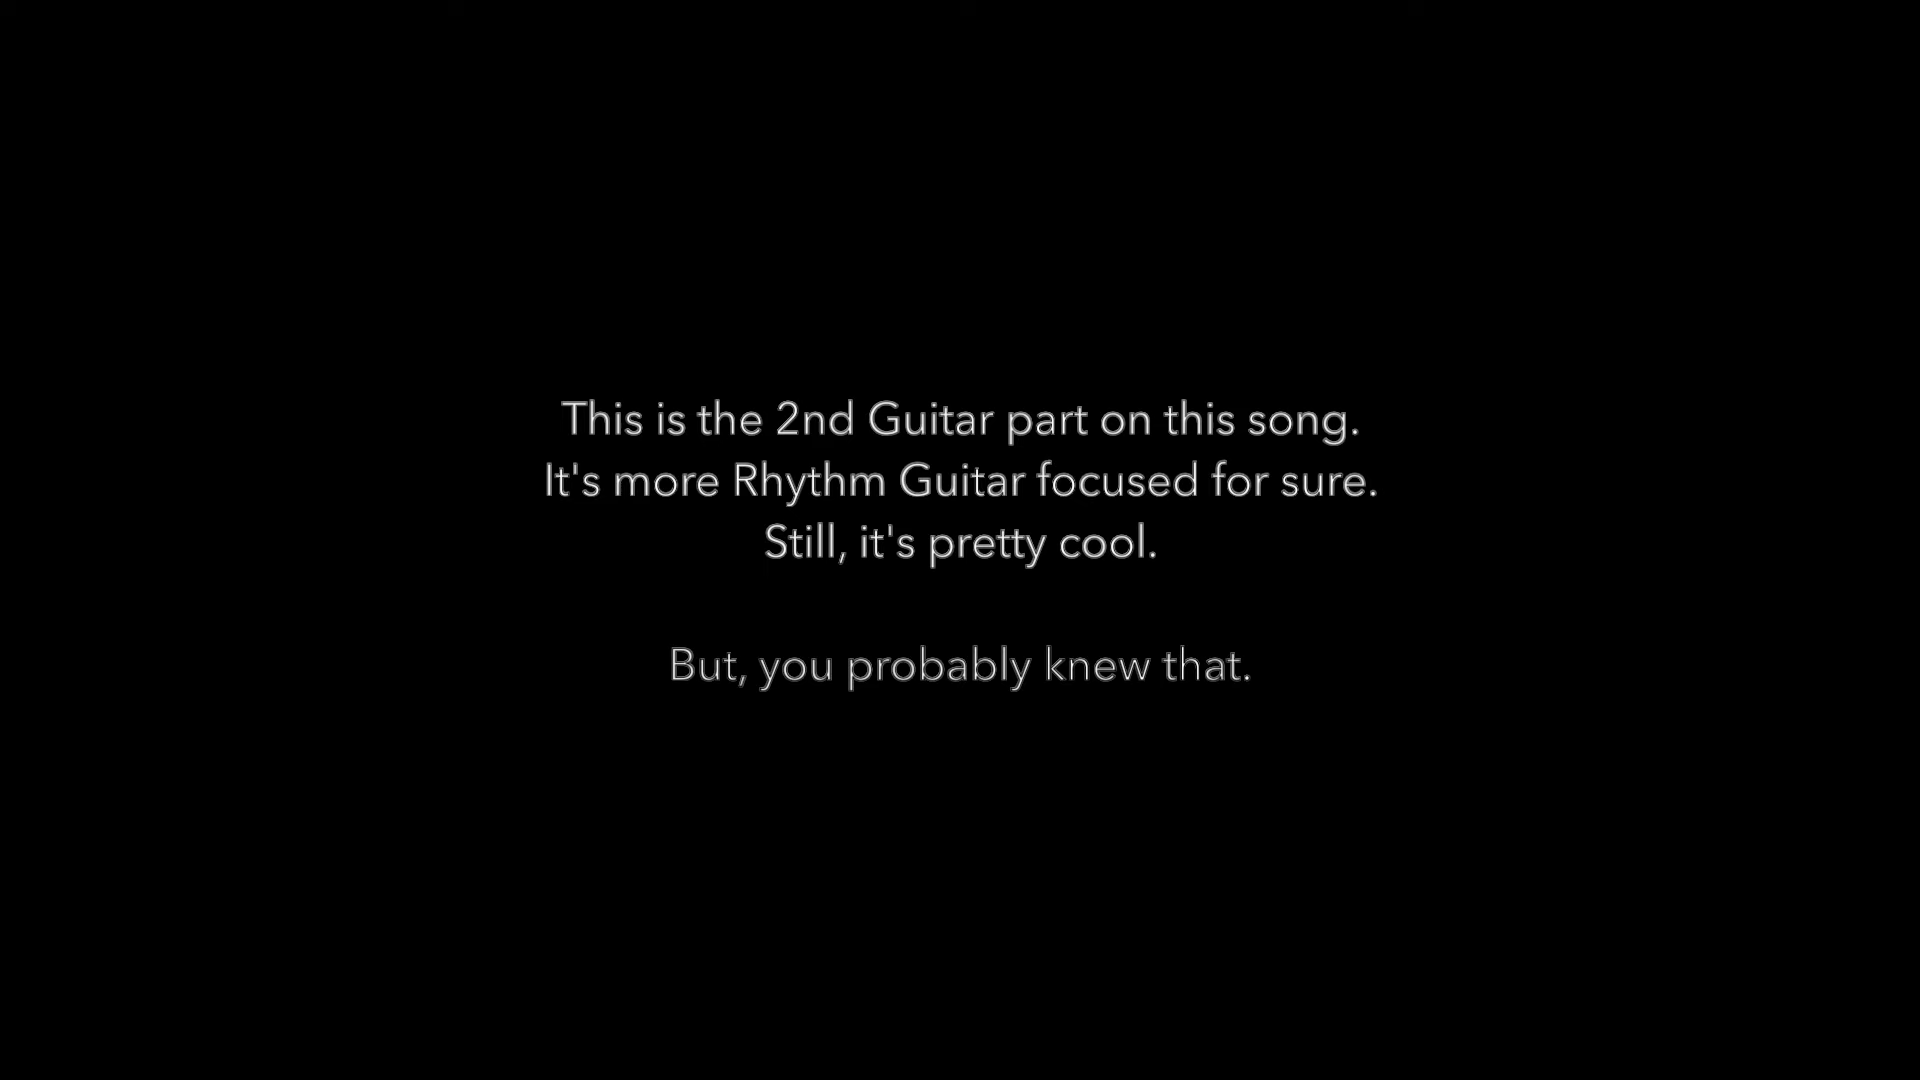 This is the 2nd Guitar part on this song.
It's more Rhythm Guitar focused for sure.
Still, it's pretty cool.
But, you probably knew that.